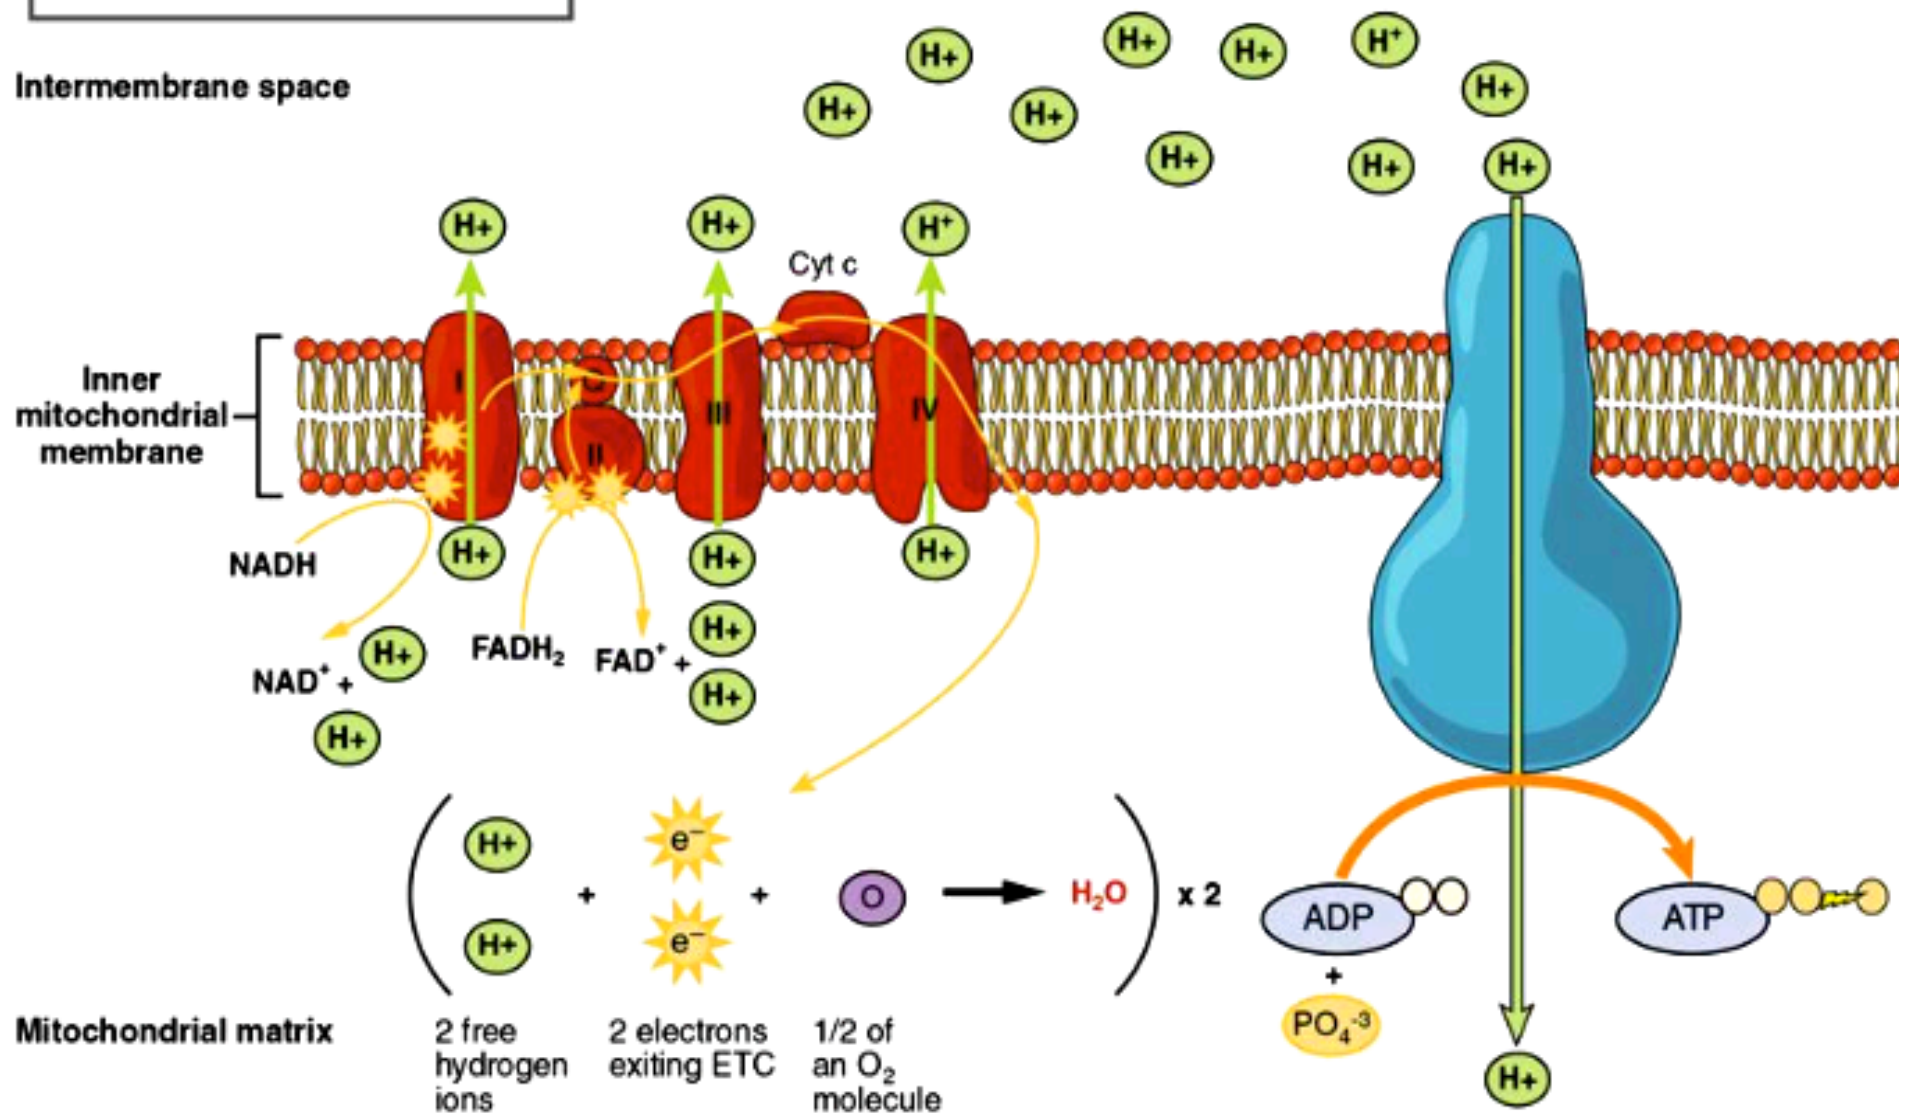 H+ H+ H+ H⁺
Intermembrane space
H+ H+ H+
H+ H+ H+
H+ H+ H⁺
Cyt c
Inner
mitochondrial
membrane
I Q
III IV
II
NADH
H+ H+ H+
H+
NAD⁺ + H+
H+
FADH₂ FAD⁺ +
H+
H+ e⁻
+ + O H₂O x 2
H+ e⁻
ADP ATP
+
PO₄⁻³
Mitochondrial matrix
2 free
hydrogen
ions
2 electrons
exiting ETC
1/2 of
an O₂
molecule
H+